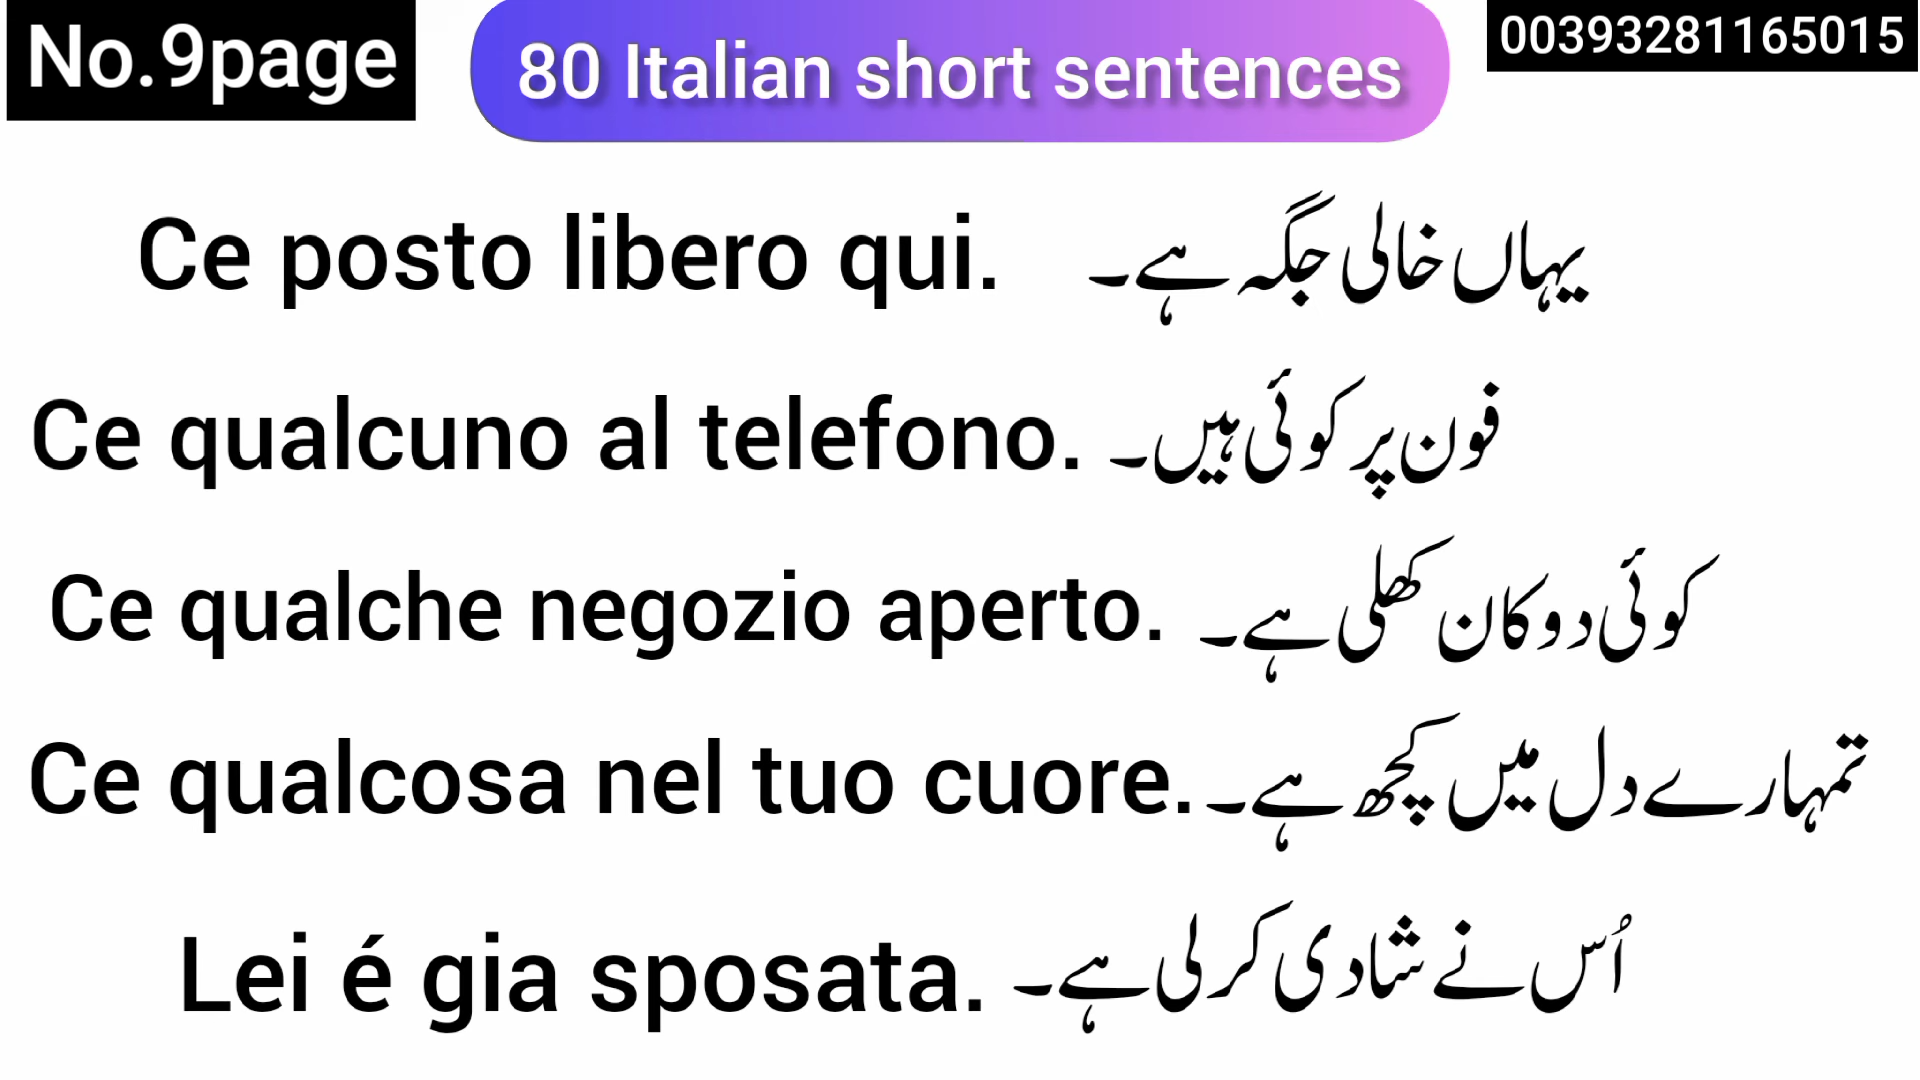 No.9page
80 Italian short sentences
00393281165015
Ce posto libero qui. یہاں خالی جگہ ہے۔
Ce qualcuno al telefono. فون پر کوئی ہیں۔
Ce qualche negozio aperto. کوئی دوکان کھلی ہے۔
Ce qualcosa nel tuo cuore. تمہارے دل میں کچھ ہے۔
Lei é gia sposata. اُس نے شادی کر لی ہے۔